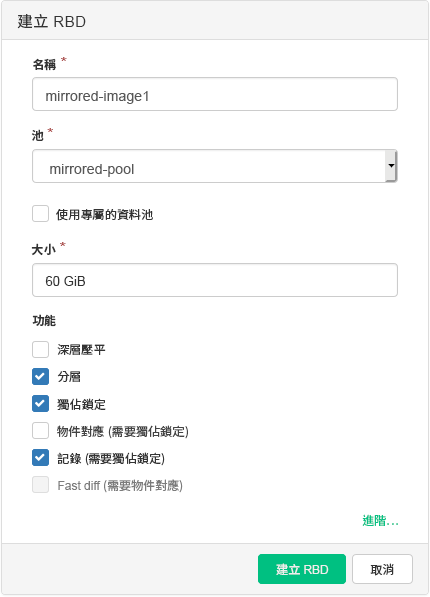 建立 RBD
名稱 *
mirrored-image1
池 *
mirrored-pool
使用專屬的資料池
大小 *
60 GiB
功能
深層壓平
分層
獨佔鎖定
物件對應 (需要獨佔鎖定)
記錄 (需要獨佔鎖定)
Fast diff (需要物件對應)
進階...
建立 RBD 取消